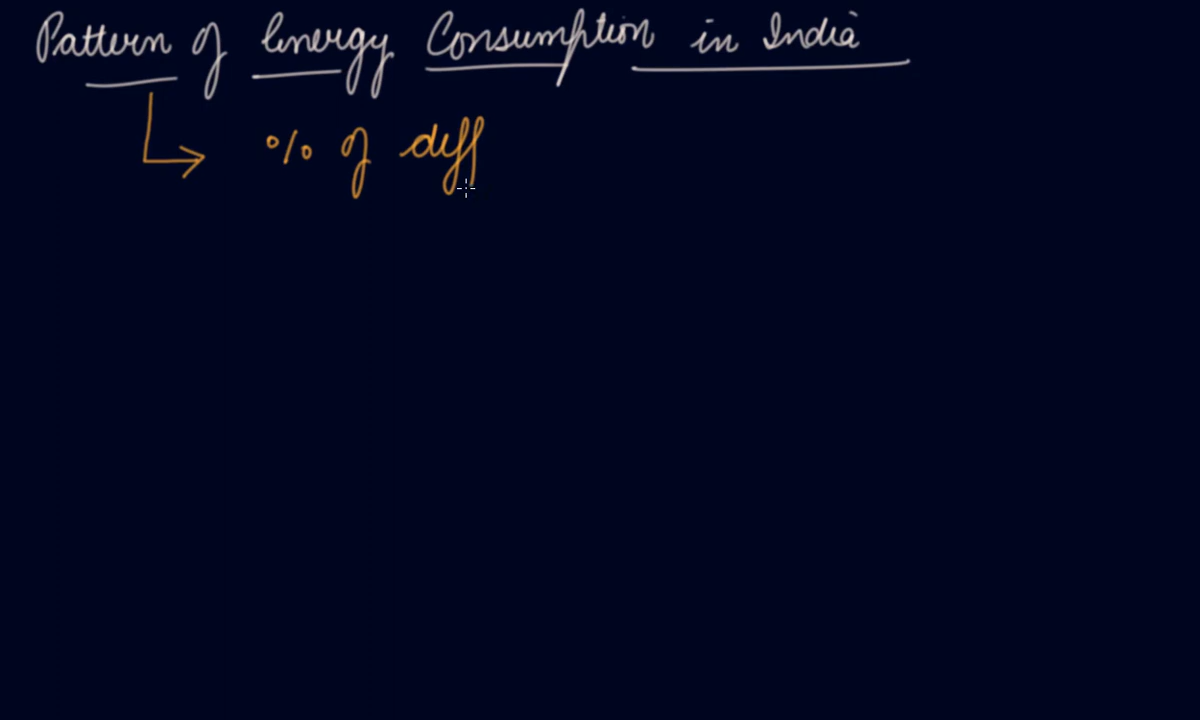 Pattern of Energy Consumption in India
% of diff